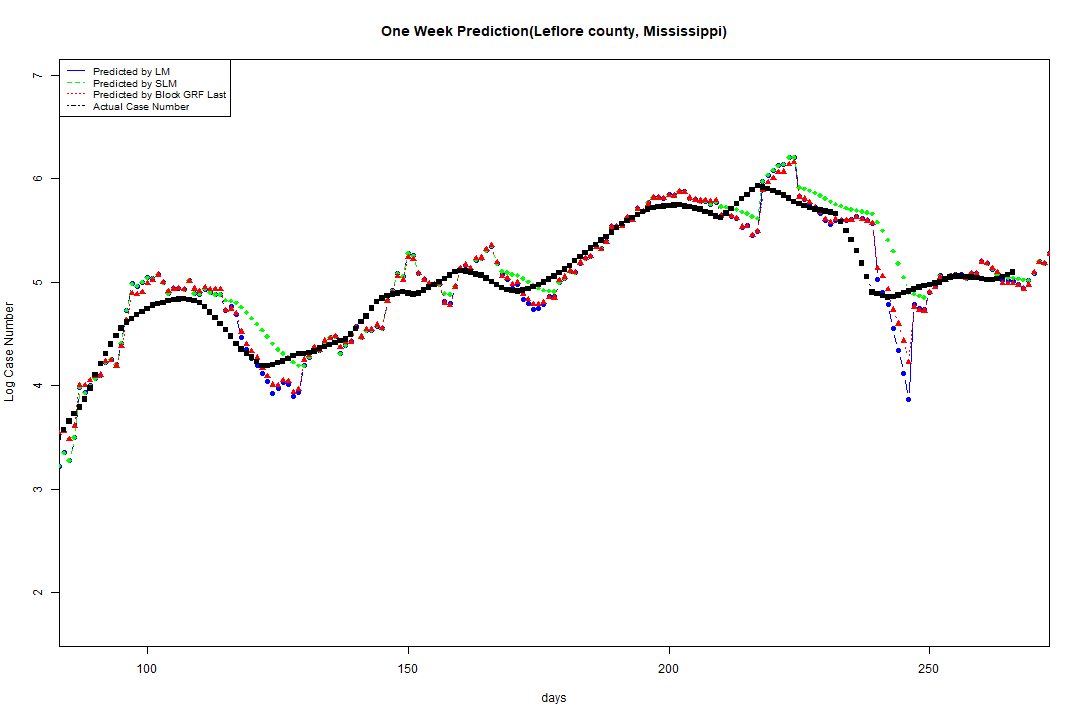 One Week Prediction(Leflore county, Mississippi)
Predicted by LM
Predicted by SLM
Predicted by Block GRF Last
Actual Case Number
Log Case Number
7
6
5
4
3
2
100
150
200
250
days